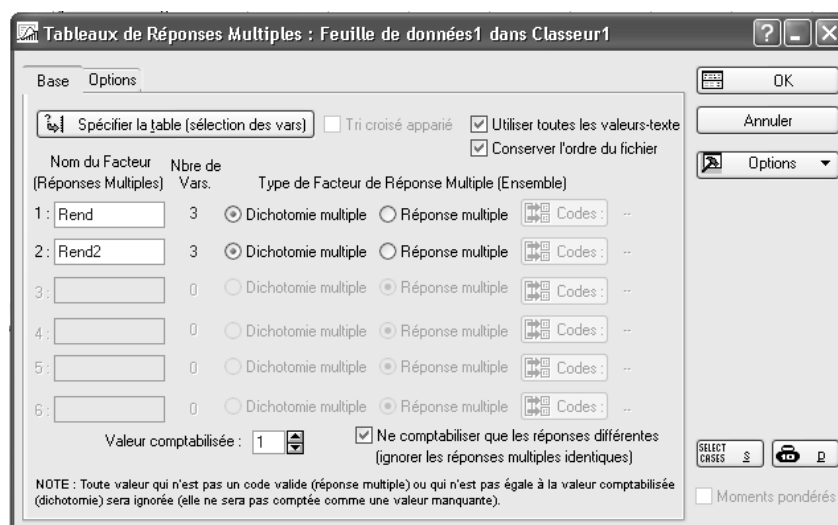 Tableaux de Réponses Multiples : Feuille de données1 dans Classeur1
Base
Options
Spécifier la table (sélection des vars)
Tri croisé apparié
Utiliser toutes les valeurs-texte
Conserver l'ordre du fichier
Nom du Facteur
(Réponses Multiples)
Nbre de
Vars.
Type de Facteur de Réponse Multiple (Ensemble)
1 : Rend 3 Dichotomie multiple Réponse multiple Codes : --
2 : Rend2 3 Dichotomie multiple Réponse multiple Codes : --
3 : 0 Dichotomie multiple Réponse multiple Codes : --
4 : 0 Dichotomie multiple Réponse multiple Codes : --
5 : 0 Dichotomie multiple Réponse multiple Codes : --
6 : 0 Dichotomie multiple Réponse multiple Codes : --
Valeur comptabilisée : 1
Ne comptabiliser que les réponses différentes
(ignorer les réponses multiples identiques)
NOTE : Toute valeur qui n'est pas un code valide (réponse multiple) ou qui n'est pas égale à la valeur comptabilisée
(dichotomie) sera ignorée (elle ne sera pas comptée comme une valeur manquante).
OK
Annuler
Options
SELECT
CASES S
10 D
Moments pondérés